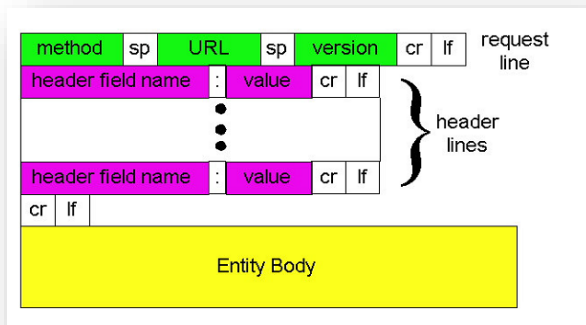 method sp URL sp version cr lf request line
header field name : value cr lf
header lines
header field name : value cr lf
cr lf
Entity Body